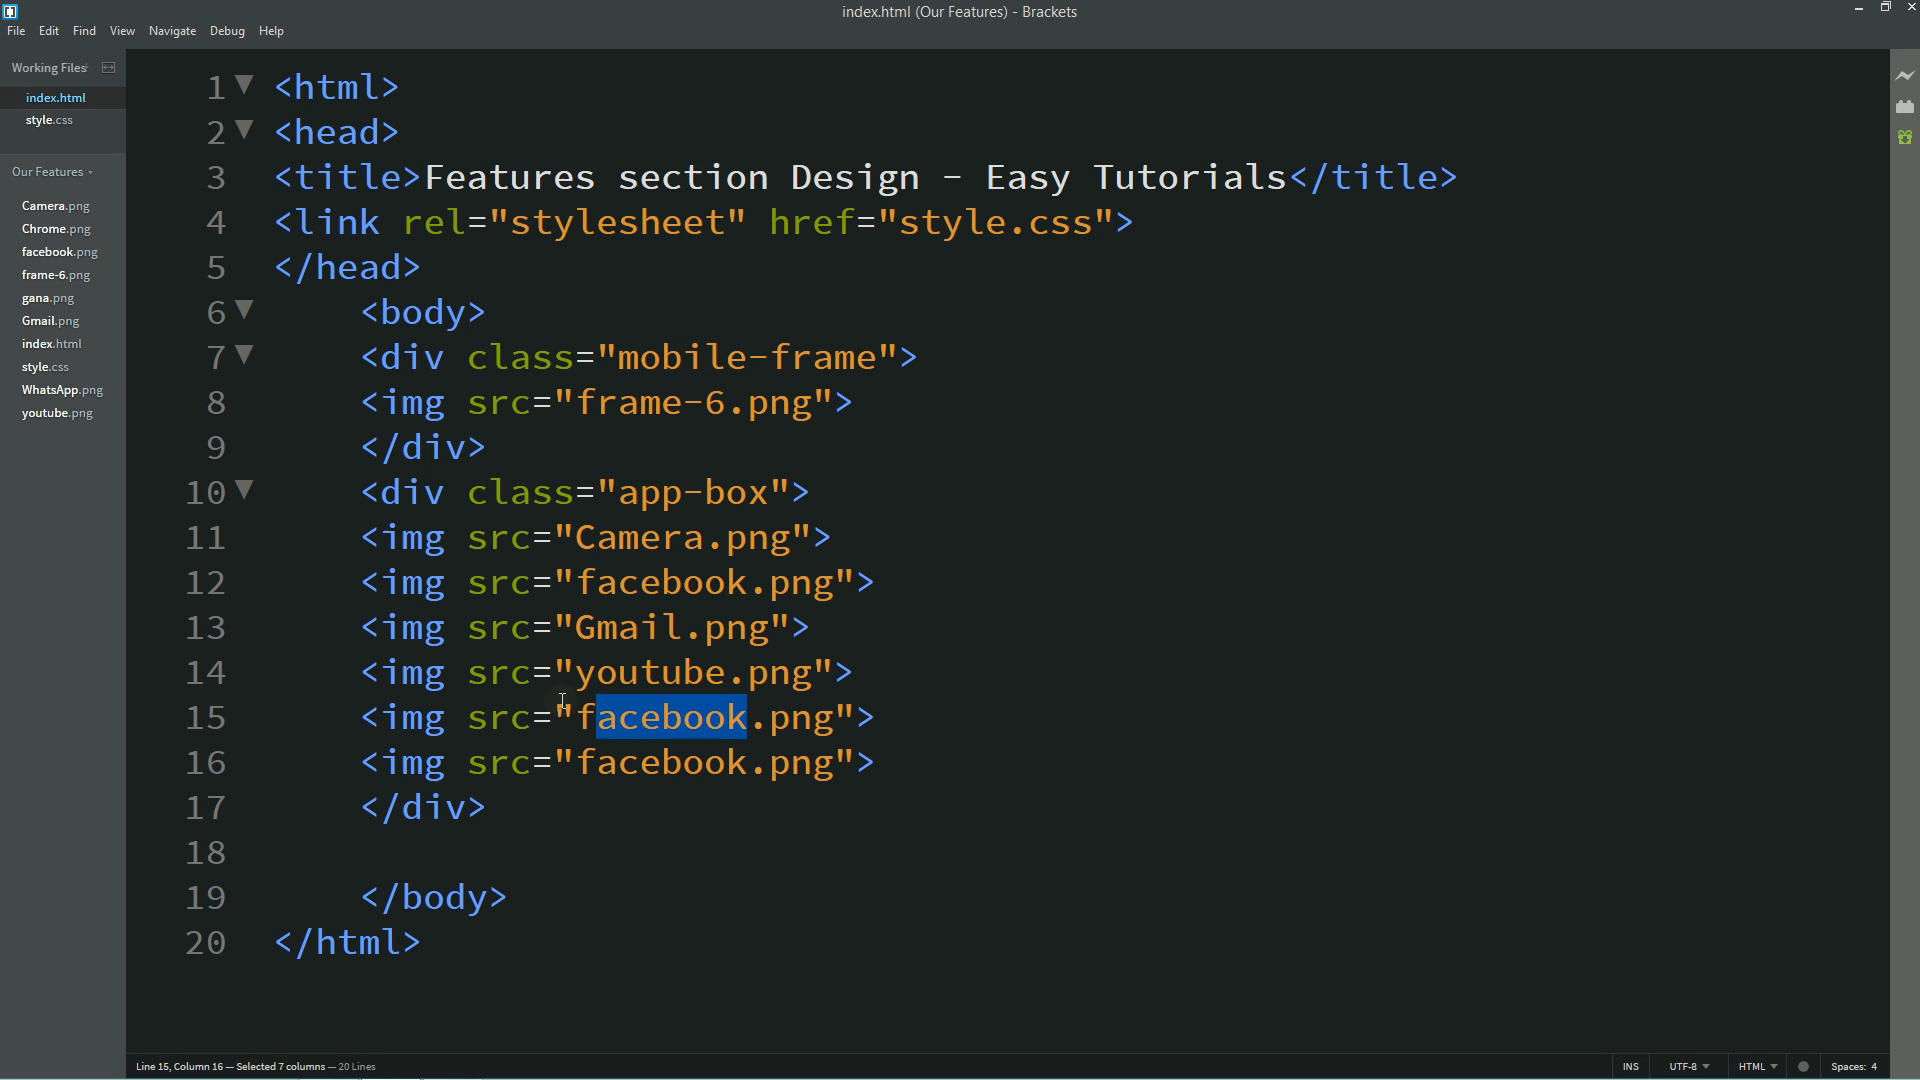 index.html (Our Features) - Brackets
File Edit Find View Navigate Debug Help
Working Files
index.html
style.css
Our Features
Camera.png
Chrome.png
facebook.png
frame-6.png
gana.png
Gmail.png
index.html
style.css
WhatsApp.png
youtube.png
1 <html>
2 <head>
3 <title>Features section Design - Easy Tutorials</title>
4 <link rel="stylesheet" href="style.css">
5 </head>
6 <body>
7 <div class="mobile-frame">
8 <img src="frame-6.png">
9 </div>
10 <div class="app-box">
11 <img src="Camera.png">
12 <img src="facebook.png">
13 <img src="Gmail.png">
14 <img src="youtube.png">
15 <img src="facebook.png">
16 <img src="facebook.png">
17 </div>
18
19 </body>
20 </html>
Line 15, Column 16 — Selected 7 columns — 20 Lines
INS UTF-8 HTML Spaces: 4